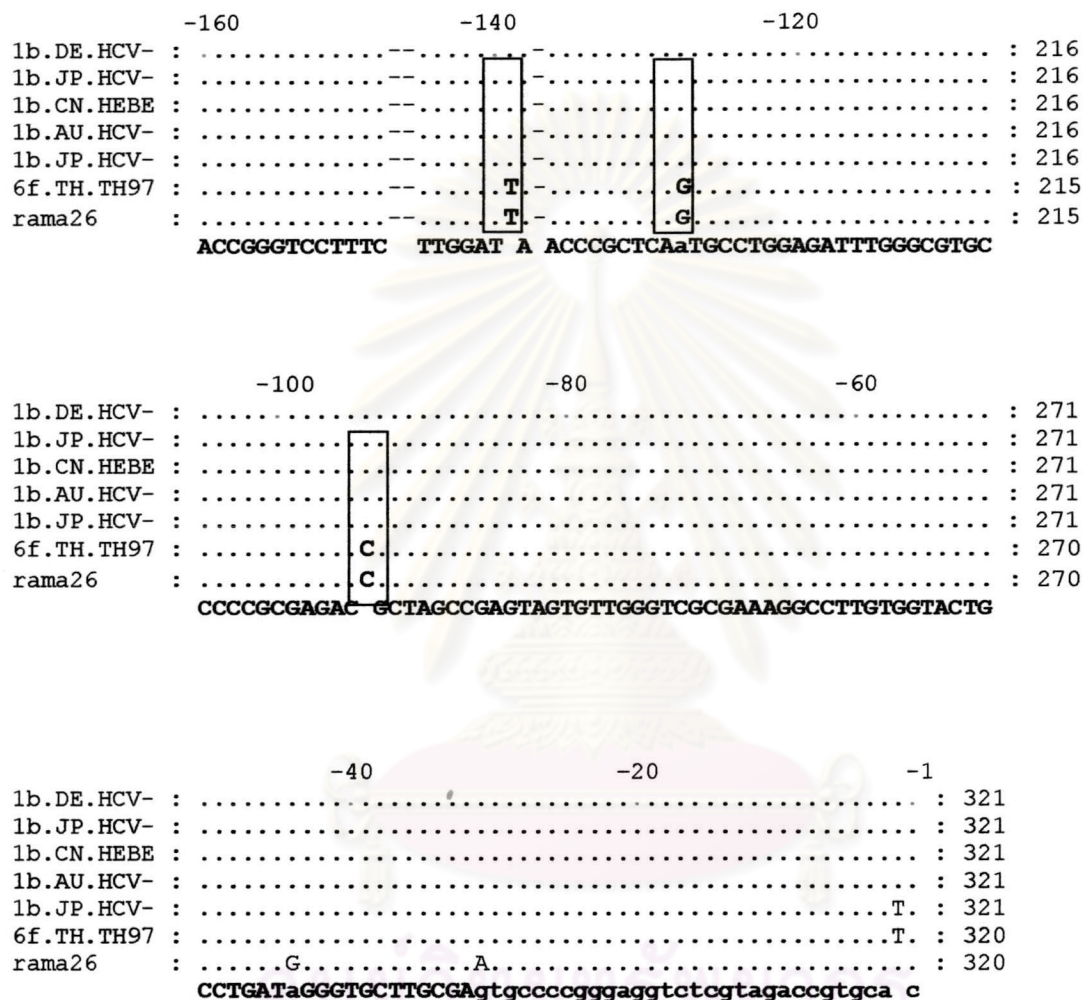 -160 -140 -120
1b.DE.HCV- : .............--........-............................... : 216
1b.JP.HCV- : .............--........-............................... : 216
1b.CN.HEBE : .............--........-............................... : 216
1b.AU.HCV- : .............--........-............................... : 216
1b.JP.HCV- : .............--........-............................... : 216
6f.TH.TH97 : .............--......T.-.........G..................... : 215
rama26 : .............--......T.-.........G..................... : 215
ACCGGGTCCTTTC  TTGGAT A ACCCGCTCAaTGCCTGGAGATTTGGGCGTGC
-100 -80 -60
1b.DE.HCV- : ....................................................... : 271
1b.JP.HCV- : ....................................................... : 271
1b.CN.HEBE : ....................................................... : 271
1b.AU.HCV- : ....................................................... : 271
1b.JP.HCV- : ....................................................... : 271
6f.TH.TH97 : ...........C........................................... : 270
rama26 : ...........C........................................... : 270
CCCCGCGAGAC GCTAGCCGAGTAGTGTTGGGTCGCGAAAGGCCTTGTGGTACTG
-40 -20 -1
1b.DE.HCV- : .................................................. : 321
1b.JP.HCV- : .................................................. : 321
1b.CN.HEBE : .................................................. : 321
1b.AU.HCV- : .................................................. : 321
1b.JP.HCV- : ................................................T. : 321
6f.TH.TH97 : ................................................T. : 320
rama26 : ......G............A.............................. : 320
CCTGATaGGGTGCTTGCGAgtgccccgggaggtctcgtagaccgtgca c